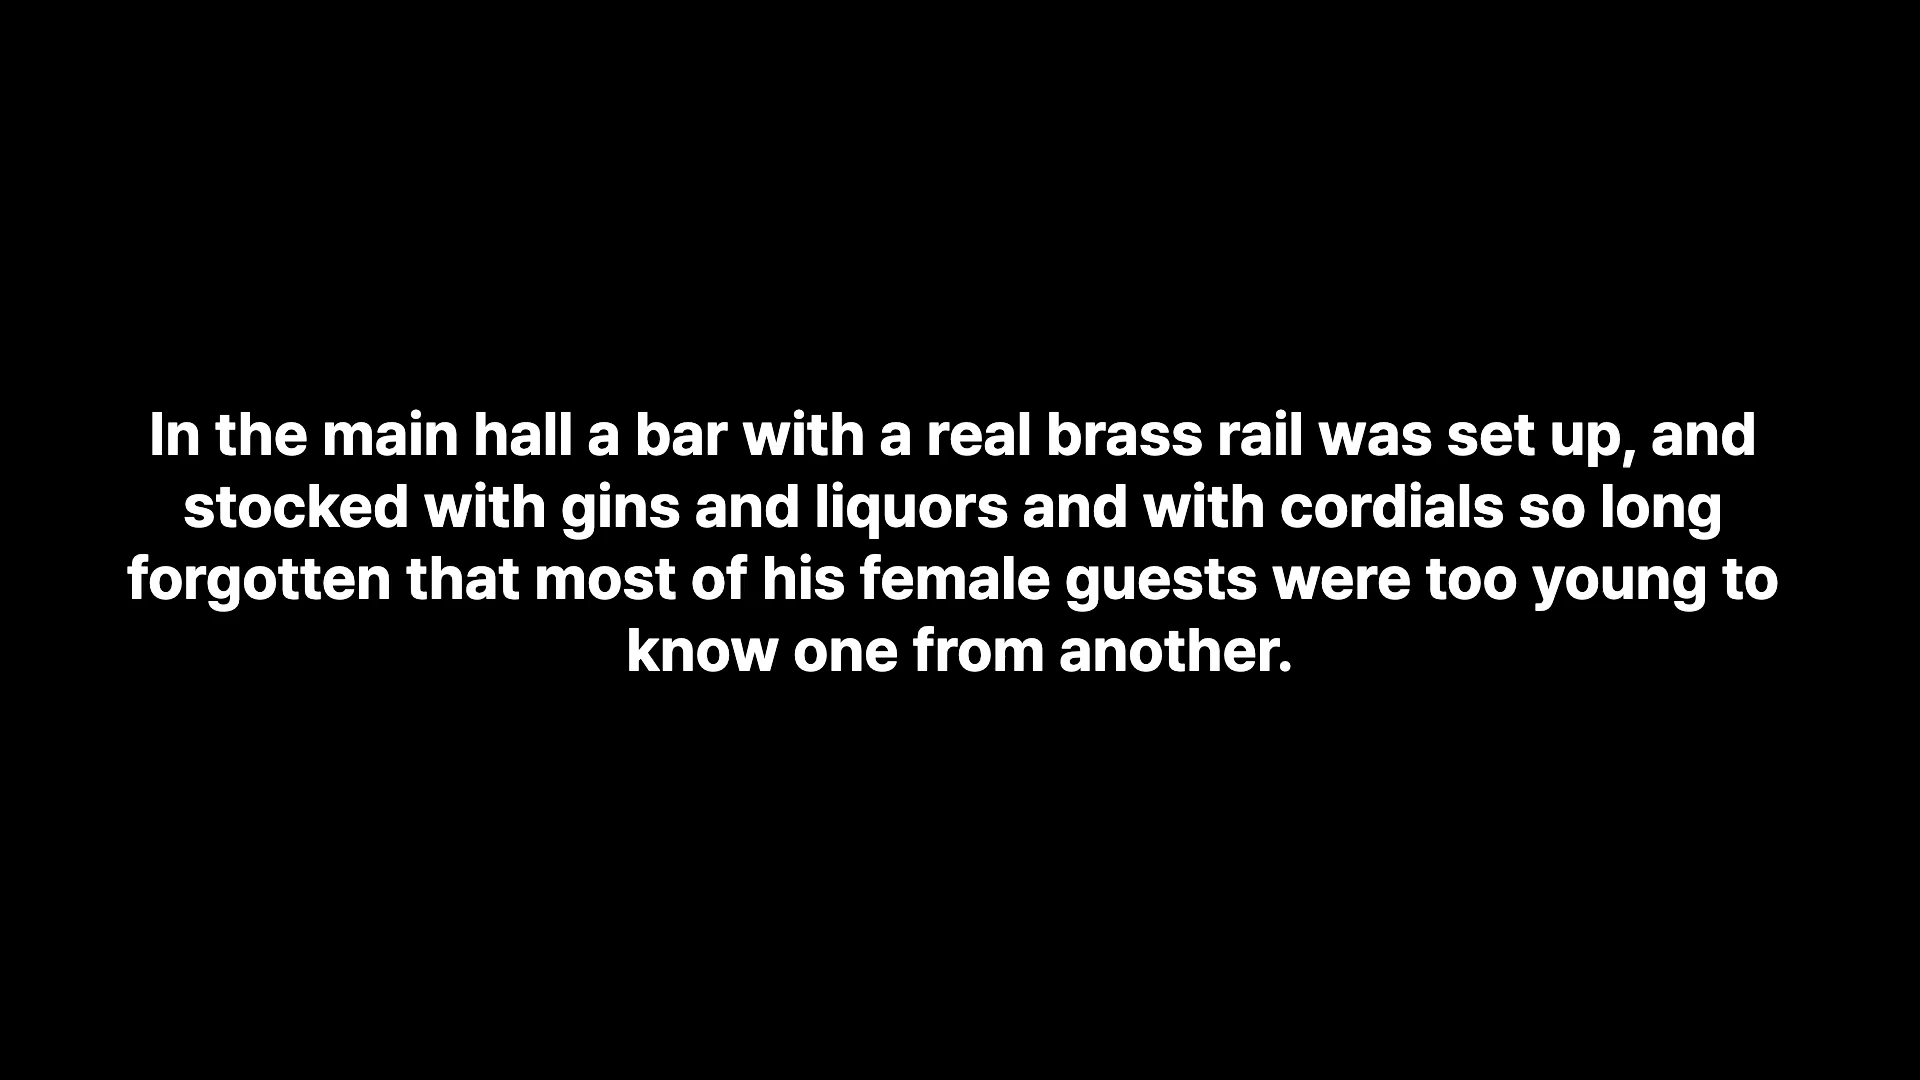 In the main hall a bar with a real brass rail was set up, and
stocked with gins and liquors and with cordials so long
forgotten that most of his female guests were too young to
know one from another.